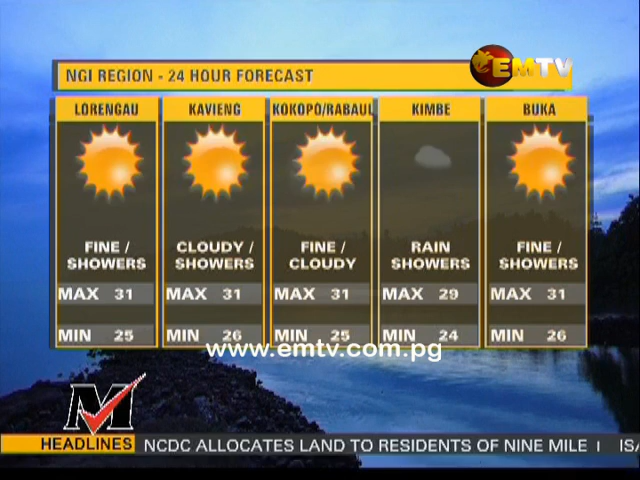 EMTV
NGI REGION - 24 HOUR FORECAST
LORENGAU
FINE /
SHOWERS
MAX 31
MIN 25
KAVIENG
CLOUDY /
SHOWERS
MAX 31
MIN 26
KOKOPO/RABAUL
FINE /
CLOUDY
MAX 31
MIN 25
KIMBE
RAIN
SHOWERS
MAX 29
MIN 24
BUKA
FINE /
SHOWERS
MAX 31
MIN 26
www.emtv.com.pg
M
HEADLINES NCDC ALLOCATES LAND TO RESIDENTS OF NINE MILE | IS/